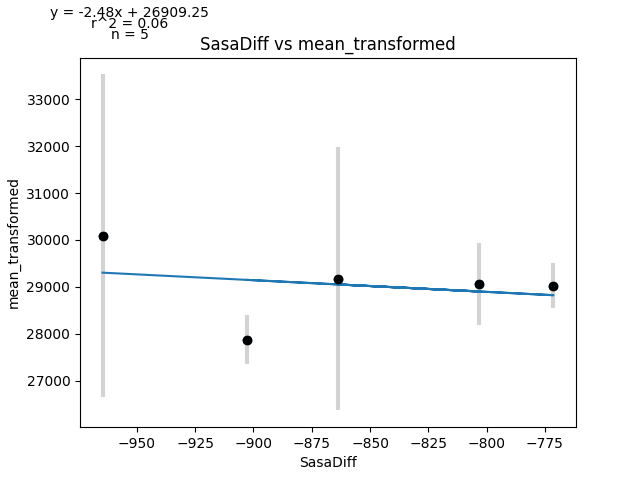 y = -2.48x + 26909.25
r^2 = 0.06
n = 5
SasaDiff vs mean_transformed
33000
32000
31000
30000
29000
28000
27000
mean_transformed
−950
−925
−900
−875
−850
−825
−800
−775
SasaDiff